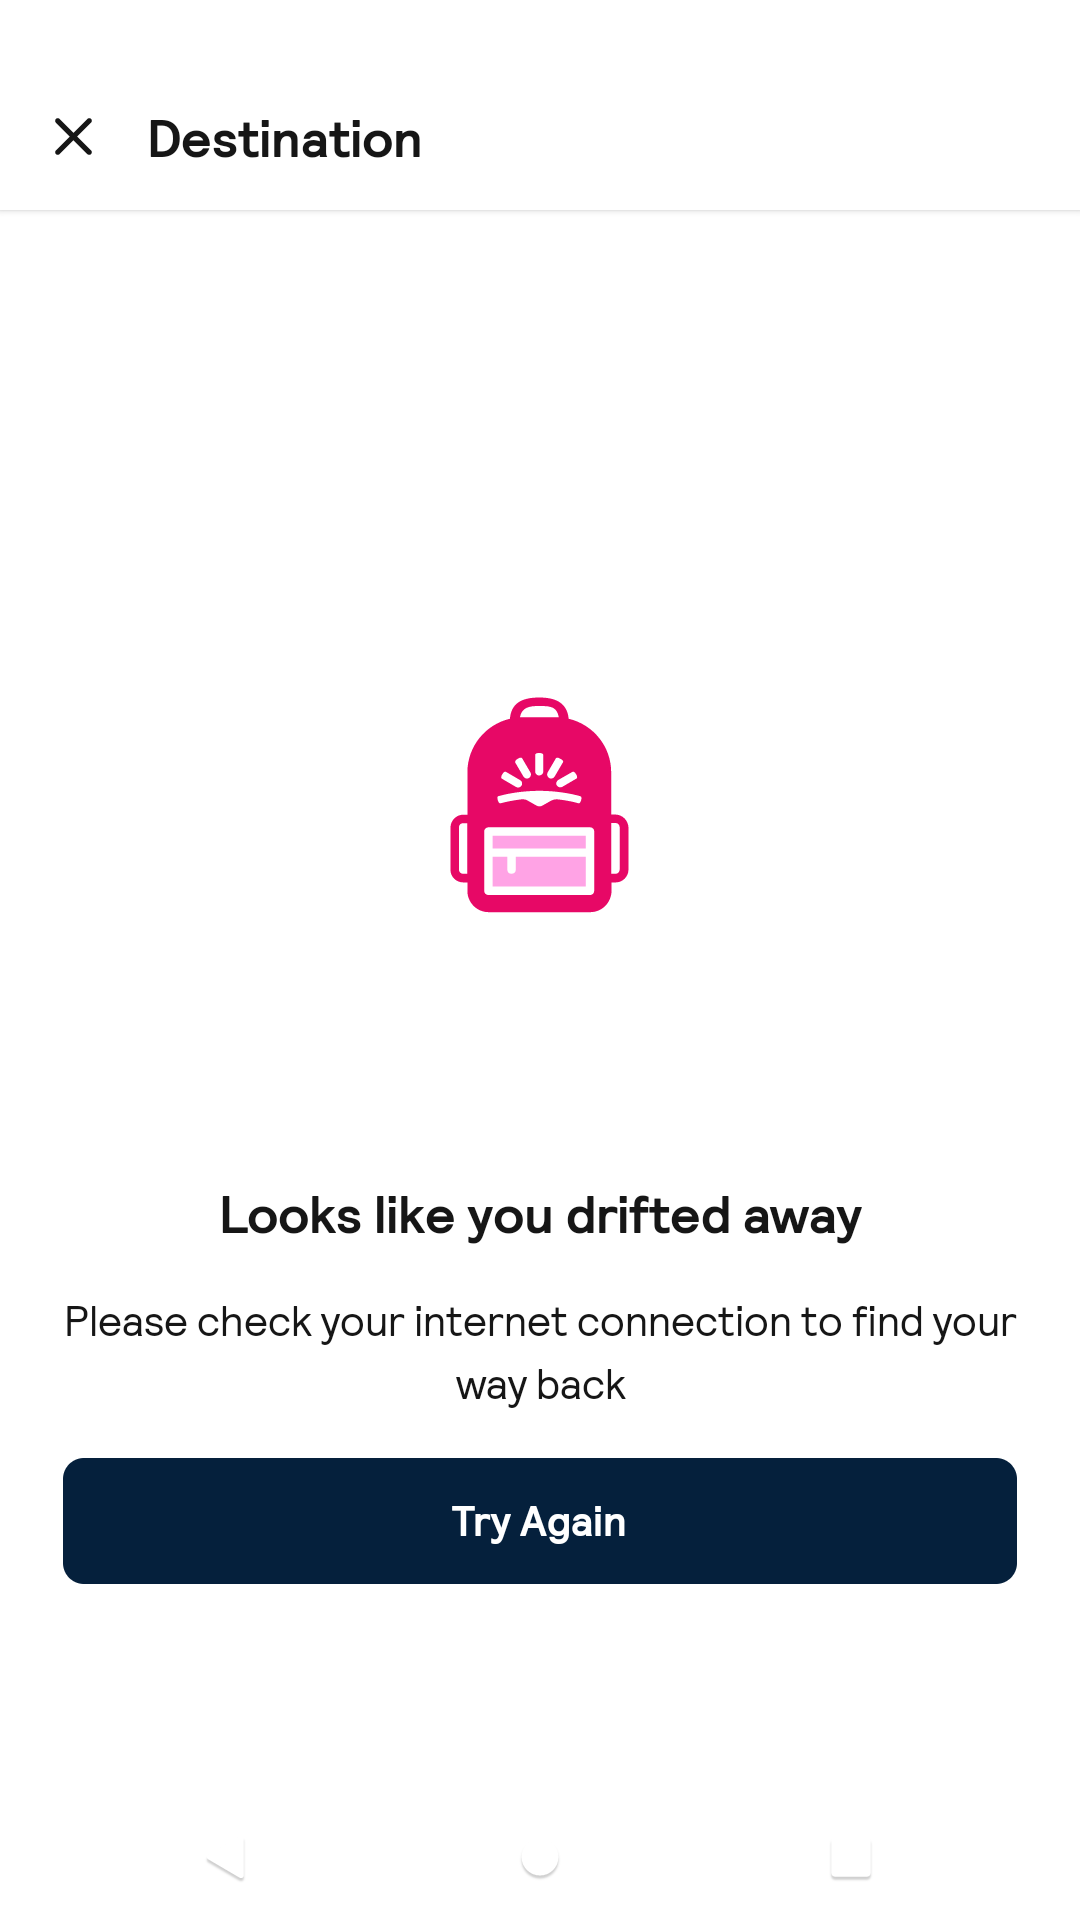 Destination
Looks like you drifted away
Please check your internet connection to find your
way back
Try Again